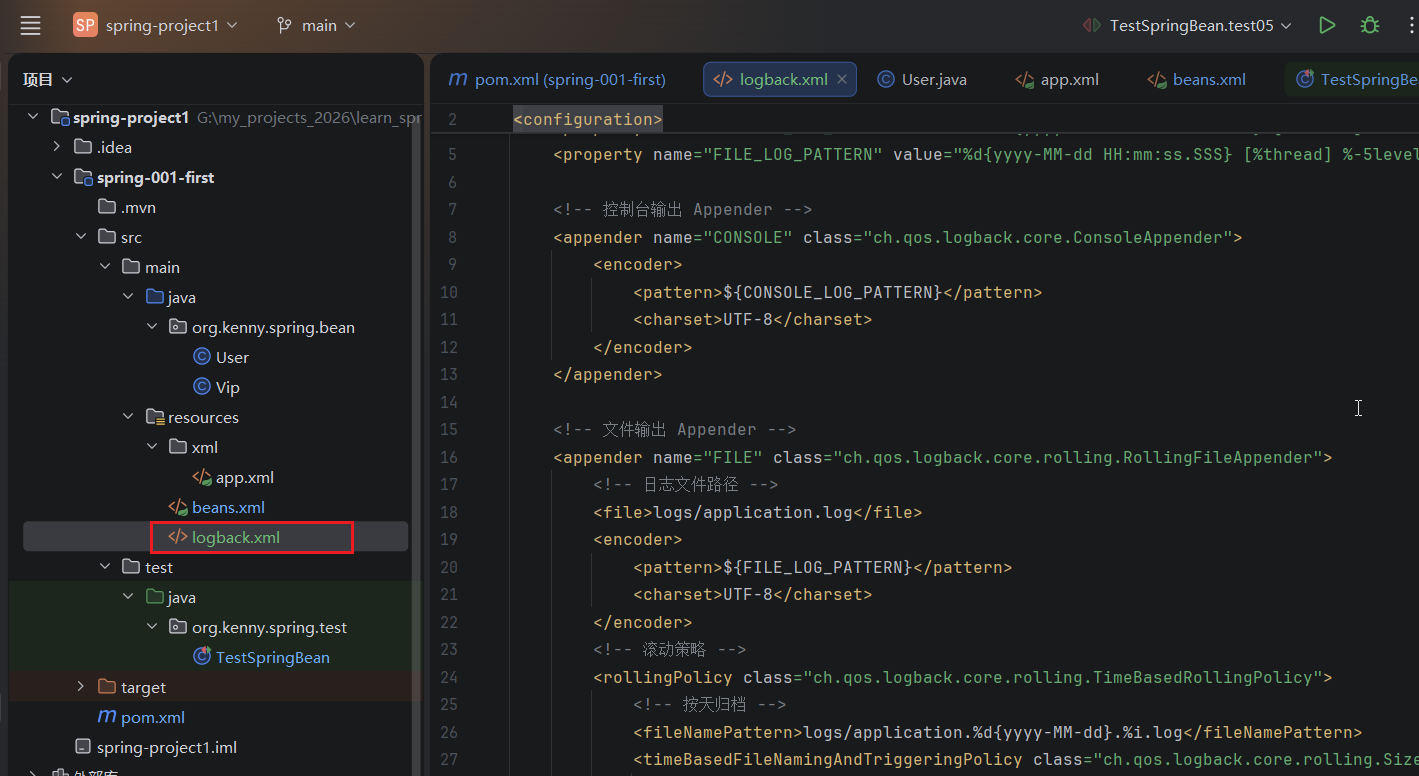 SP spring-project1 main TestSpringBean.test05
项目
spring-project1 G:\my_projects_2026\learn_spr
.idea
spring-001-first
.mvn
src
main
java
org.kenny.spring.bean
User
Vip
resources
xml
app.xml
beans.xml
logback.xml
test
java
org.kenny.spring.test
TestSpringBean
target
pom.xml
spring-project1.iml
外部库
pom.xml (spring-001-first) logback.xml User.java app.xml beans.xml TestSpringBe
2 <configuration>
5 <property name="FILE_LOG_PATTERN" value="%d{yyyy-MM-dd HH:mm:ss.SSS} [%thread] %-5level
6
7 <!-- 控制台输出 Appender -->
8 <appender name="CONSOLE" class="ch.qos.logback.core.ConsoleAppender">
9 <encoder>
10 <pattern>${CONSOLE_LOG_PATTERN}</pattern>
11 <charset>UTF-8</charset>
12 </encoder>
13 </appender>
14
15 <!-- 文件输出 Appender -->
16 <appender name="FILE" class="ch.qos.logback.core.rolling.RollingFileAppender">
17 <!-- 日志文件路径 -->
18 <file>logs/application.log</file>
19 <encoder>
20 <pattern>${FILE_LOG_PATTERN}</pattern>
21 <charset>UTF-8</charset>
22 </encoder>
23 <!-- 滚动策略 -->
24 <rollingPolicy class="ch.qos.logback.core.rolling.TimeBasedRollingPolicy">
25 <!-- 按天归档 -->
26 <fileNamePattern>logs/application.%d{yyyy-MM-dd}.%i.log</fileNamePattern>
27 <timeBasedFileNamingAndTriggeringPolicy class="ch.qos.logback.core.rolling.Size